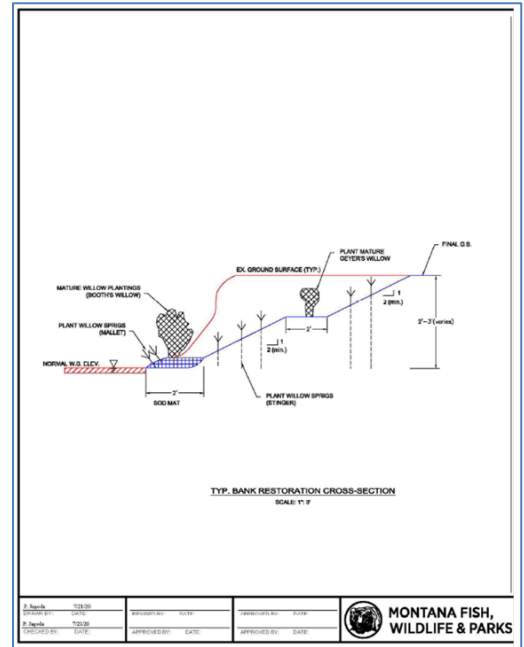 FINAL G.S.
PLANT MATURE
GEYER'S WILLOW
EX. GROUND SURFACE (TYP.)
MATURE WILLOW PLANTINGS
(BOOTH'S WILLOW)
PLANT WILLOW SPRIGS
(MALLET)
1
2 (min.)
2'
2'-3' (varies)
1
2 (min.)
NORMAL W.G. ELEV.
2'
SOD MAT
PLANT WILLOW SPRIGS
(STINGER)
TYP. BANK RESTORATION CROSS-SECTION
SCALE: 1": 3'
P. Jageda 7/21/20
DRAWN BY: DATE:
REVIEWED BY: DATE:
APPROVED BY: DATE:
P. Jageda 7/21/20
CHECKED BY: DATE:
APPROVED BY: DATE:
APPROVED BY: DATE:
MONTANA FISH,
WILDLIFE & PARKS